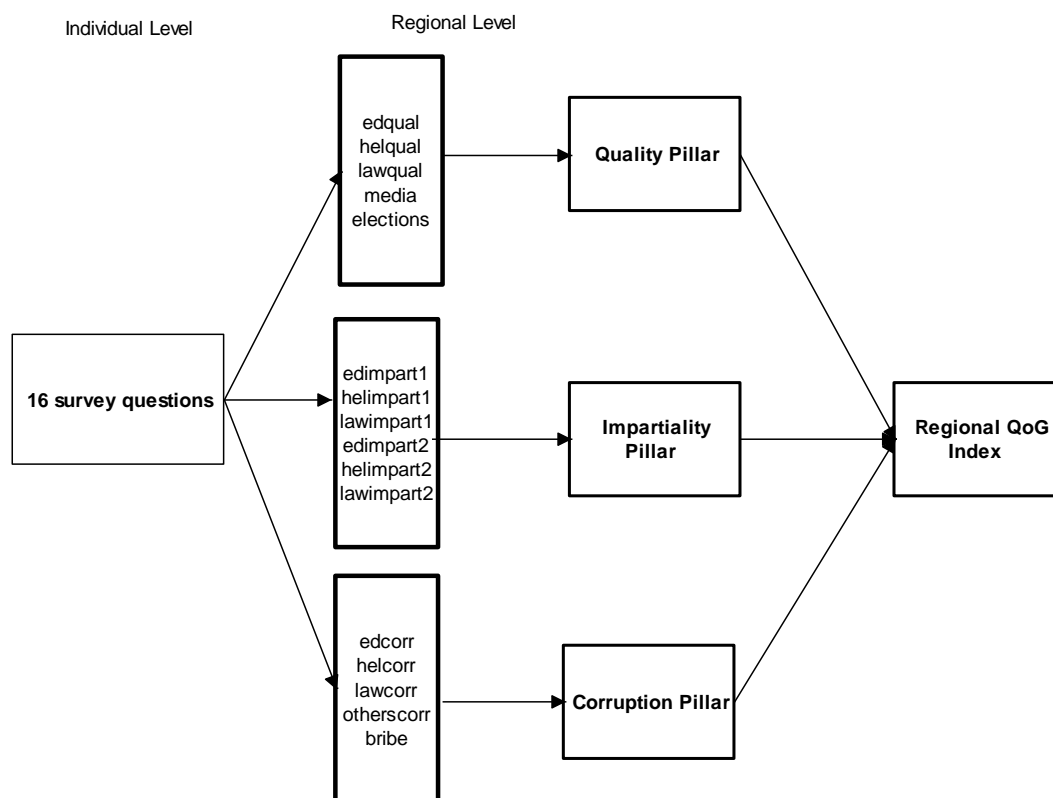 Individual Level
Regional Level
edqual
helqual
lawqual
media
elections
Quality Pillar
16 survey questions
edimpart1
helimpart1
lawimpart1
edimpart2
helimpart2
lawimpart2
Impartiality
Pillar
Regional QoG
Index
edcorr
helcorr
lawcorr
otherscorr
bribe
Corruption Pillar